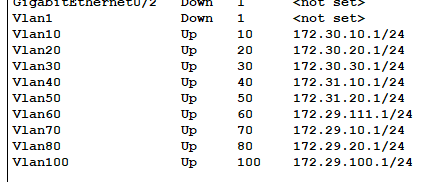 GigabitEthernet0/2 Down 1 <not set>
Vlan1 Down 1 <not set>
Vlan10 Up 10 172.30.10.1/24
Vlan20 Up 20 172.30.20.1/24
Vlan30 Up 30 172.30.30.1/24
Vlan40 Up 40 172.31.10.1/24
Vlan50 Up 50 172.31.20.1/24
Vlan60 Up 60 172.29.111.1/24
Vlan70 Up 70 172.29.10.1/24
Vlan80 Up 80 172.29.20.1/24
Vlan100 Up 100 172.29.100.1/24